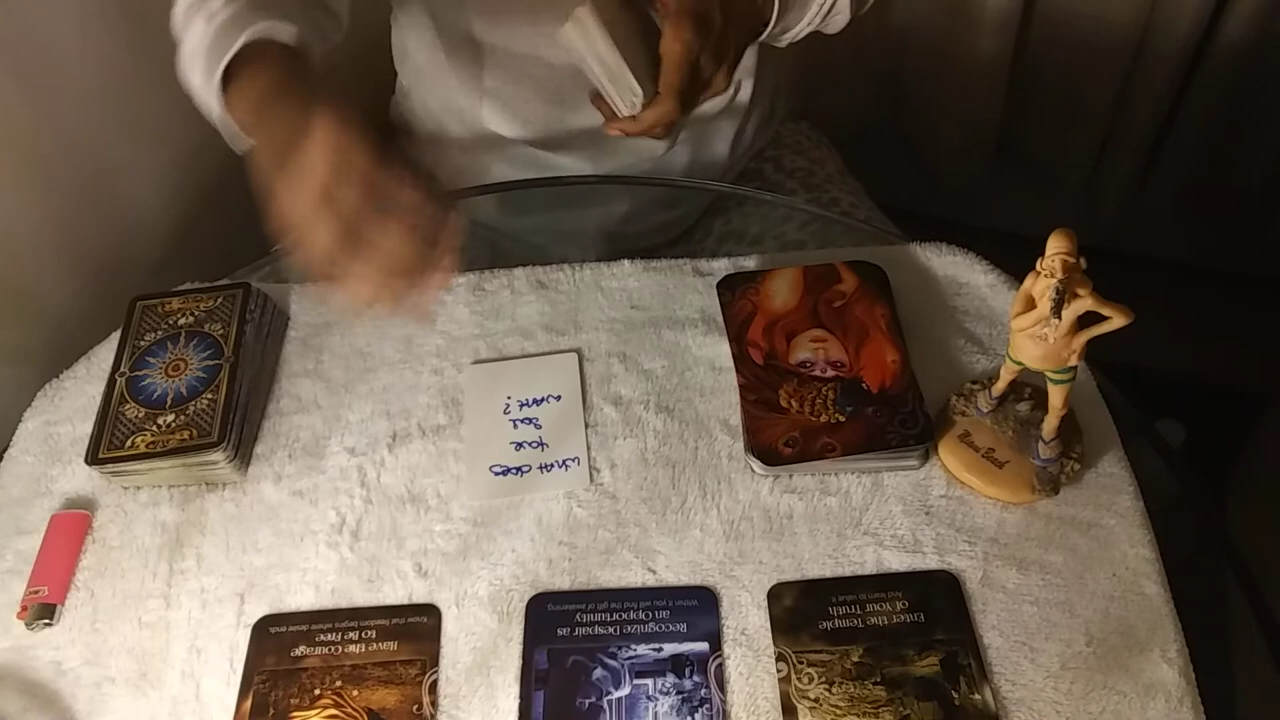 WHAT does
Your
Soul
WANT?
Miami Beach
Have the Courage
to Be Free
Know that freedom begins where desire ends.
Recognize Despair as
an Opportunity
Within it you will find the gift of awakening.
Enter the Temple
of Your Truth
And learn to value it.